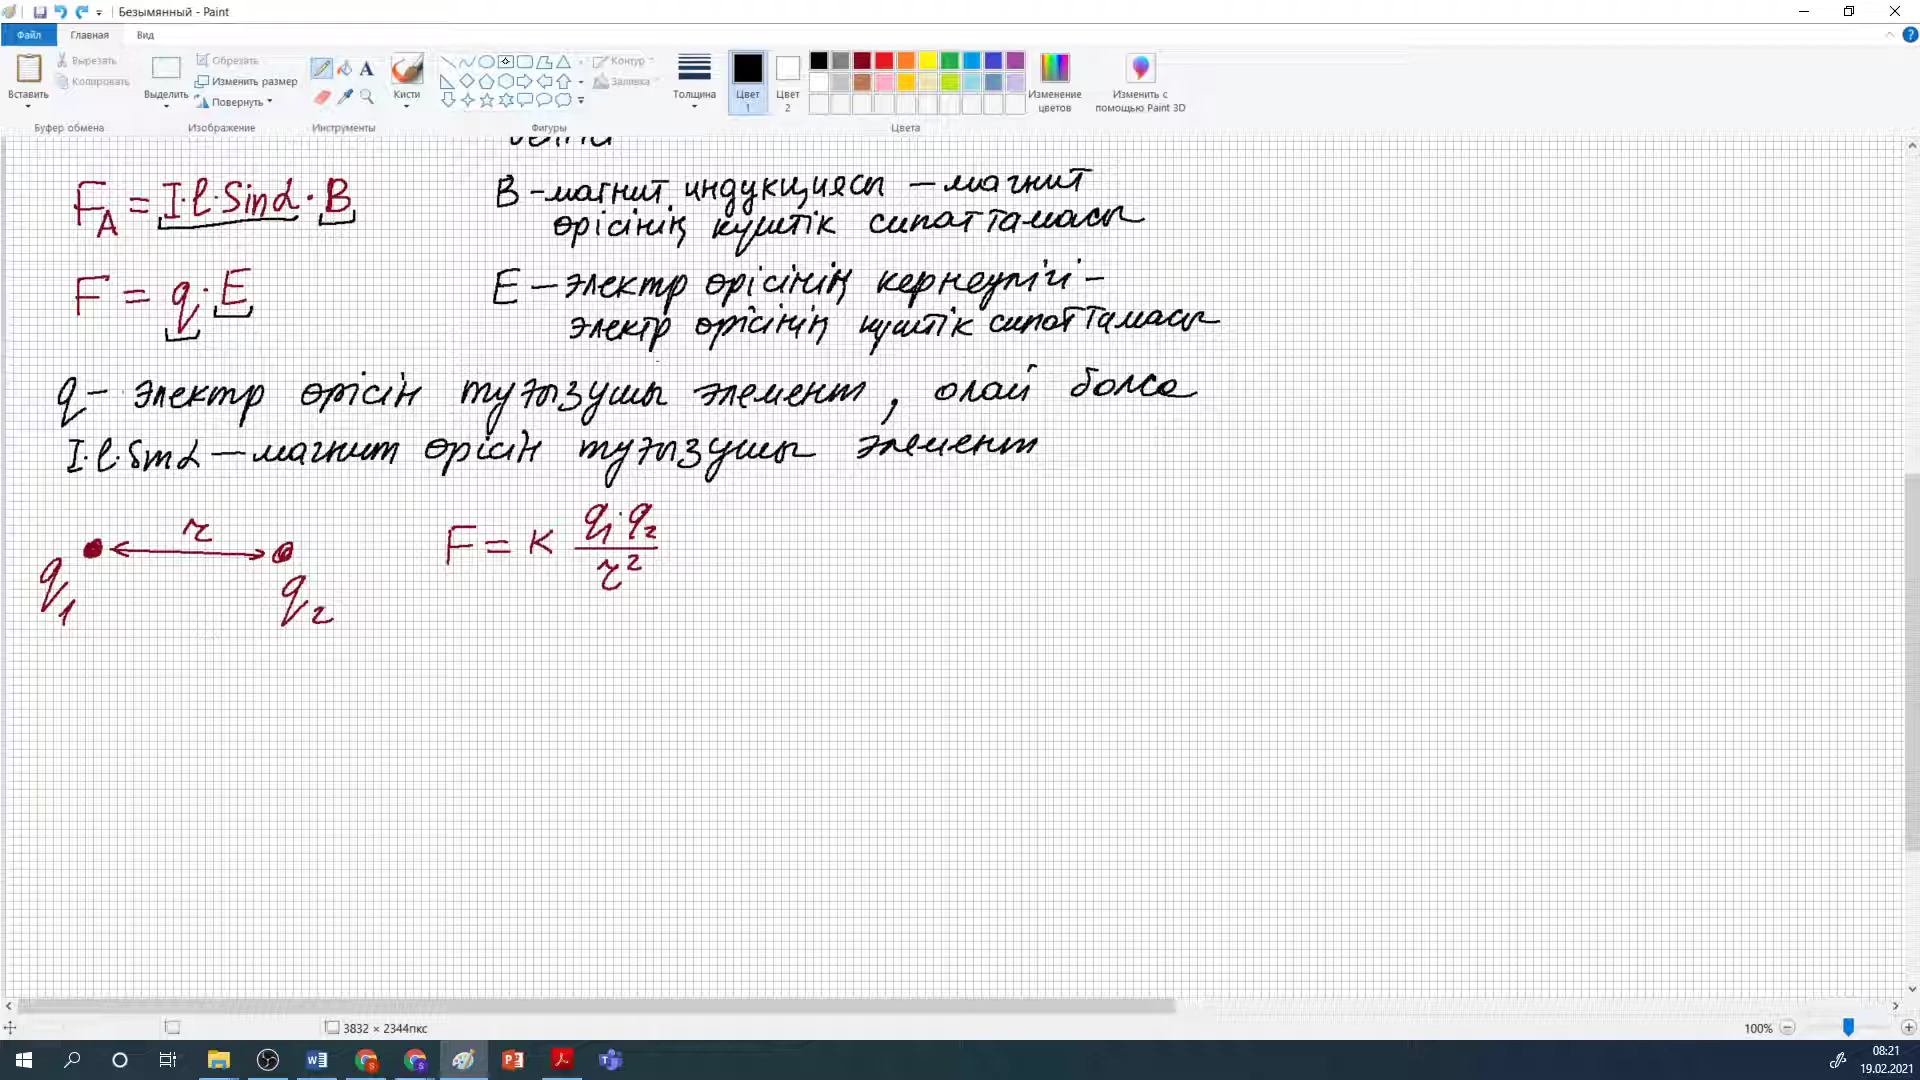 Безымянный - Paint
Файл Главная Вид
Вставить Вырезать Копировать
Буфер обмена
Выделить Обрезать Изменить размер Повернуть
Изображение
Инструменты
Кисти
Контур Заливка
Фигуры
Толщина
Цвет 1 Цвет 2
Цвета
Изменение цветов
Изменить с помощью Paint 3D
F_A = I·l·Sinα·B
B – магнит индукциясы – магнит
өрісінің күштік сипаттамасы
F = q·E
E – электр өрісінің кернеулігі –
электр өрісінің күштік сипаттамасы
q – электр өрісін туғызушы элемент, олай болса
I·l·Sinα – магнит өрісін туғызушы элемент
r
q1 q2
F = k q1·q2 / r²
3832 × 2344пкс
100%
08:21
19.02.2021